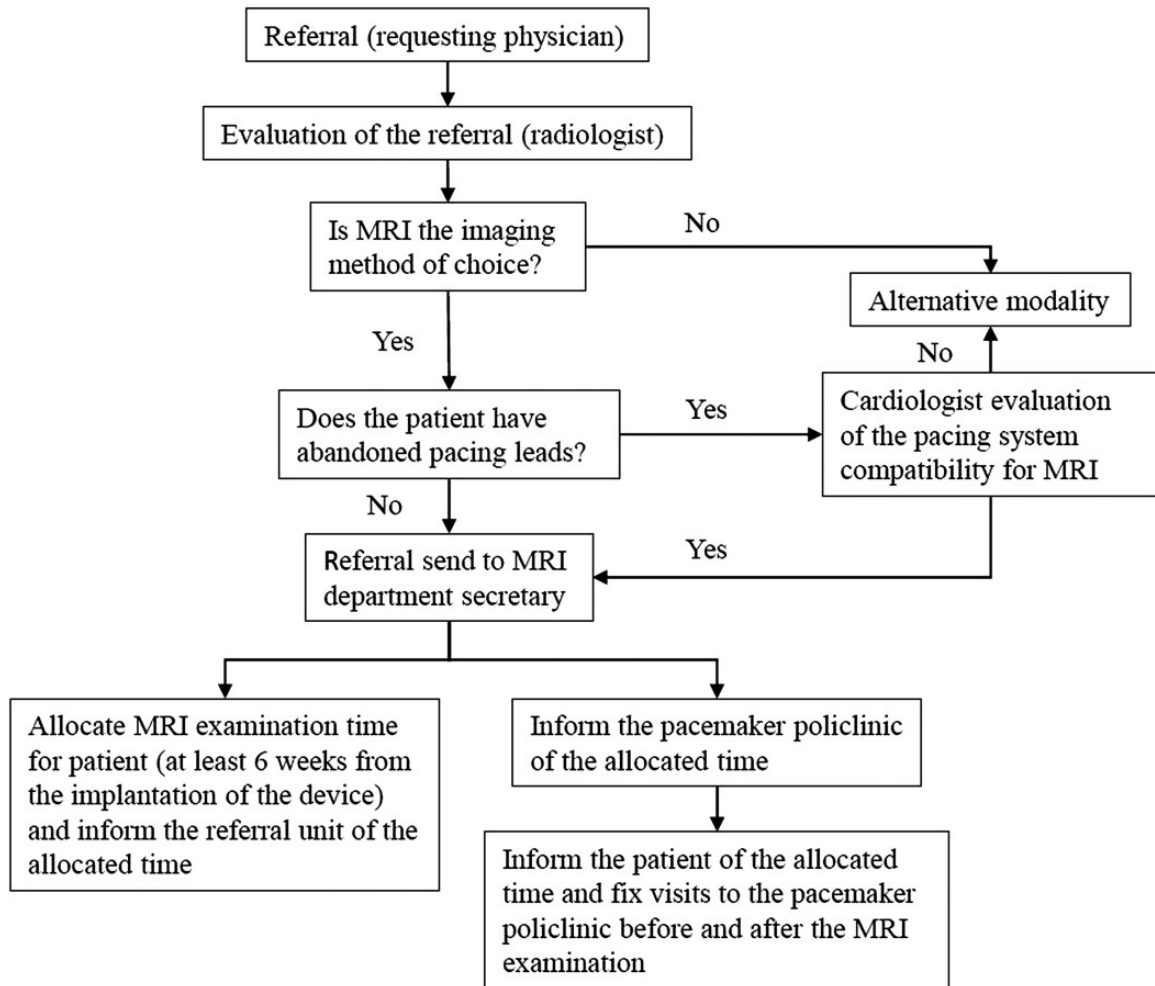 Referral (requesting physician)
Evaluation of the referral (radiologist)
Is MRI the imaging
method of choice?
No
Alternative modality
Yes
No
Does the patient have
abandoned pacing leads?
Yes
Cardiologist evaluation
of the pacing system
compatibility for MRI
No
Yes
Referral send to MRI
department secretary
Allocate MRI examination time
for patient (at least 6 weeks from
the implantation of the device)
and inform the referral unit of the
allocated time
Inform the pacemaker policlinic
of the allocated time
Inform the patient of the allocated
time and fix visits to the pacemaker
policlinic before and after the MRI
examination